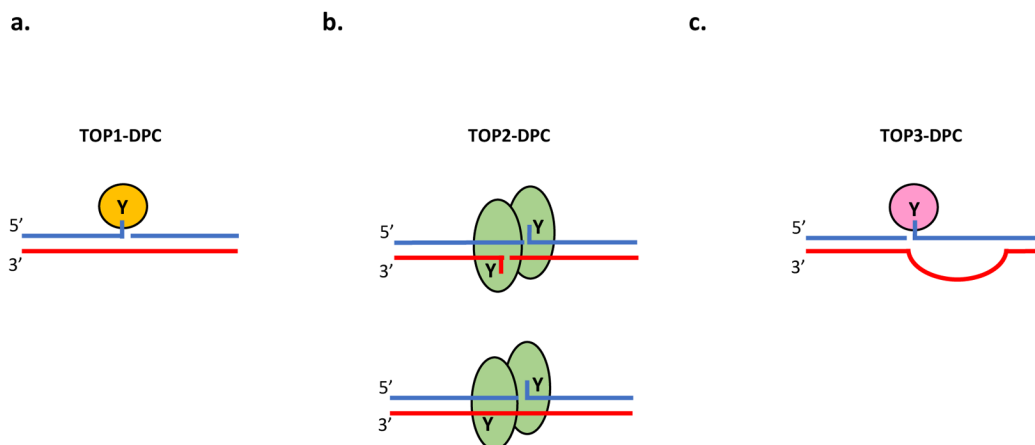 a.
TOP1-DPC
Y
5’
3’
b.
TOP2-DPC
Y
5’
3’
Y
5’
Y
3’
Y
c.
TOP3-DPC
Y
5’
3’